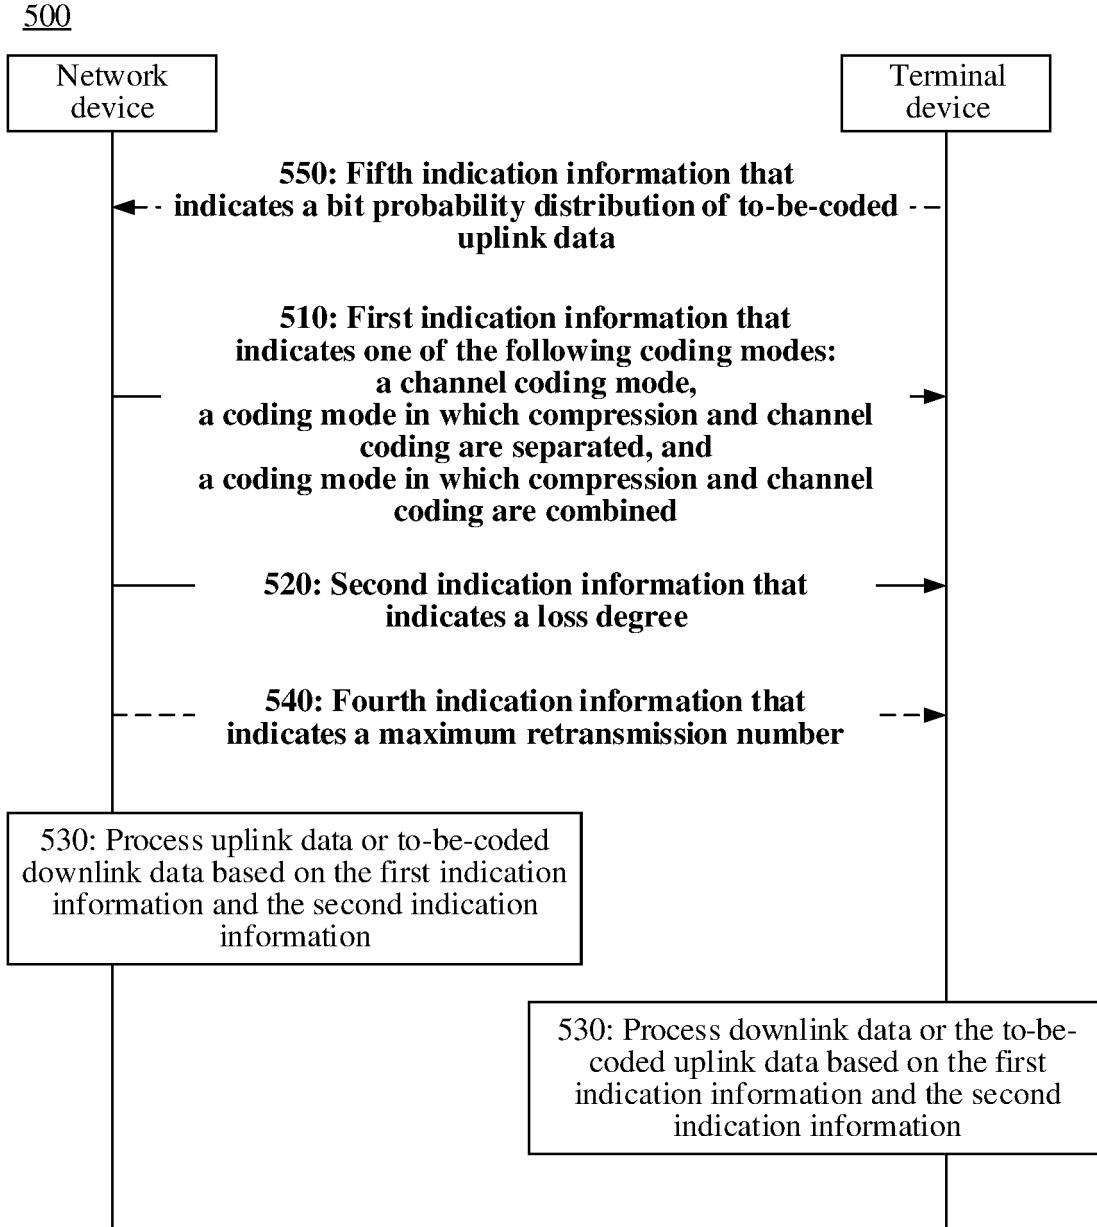 500
Network
device
Terminal
device
550: Fifth indication information that
indicates a bit probability distribution of to-be-coded
uplink data
510: First indication information that
indicates one of the following coding modes:
a channel coding mode,
a coding mode in which compression and channel
coding are separated, and
a coding mode in which compression and channel
coding are combined
520: Second indication information that
indicates a loss degree
540: Fourth indication information that
indicates a maximum retransmission number
530: Process uplink data or to-be-coded
downlink data based on the first indication
information and the second indication
information
530: Process downlink data or the to-be-
coded uplink data based on the first
indication information and the second
indication information